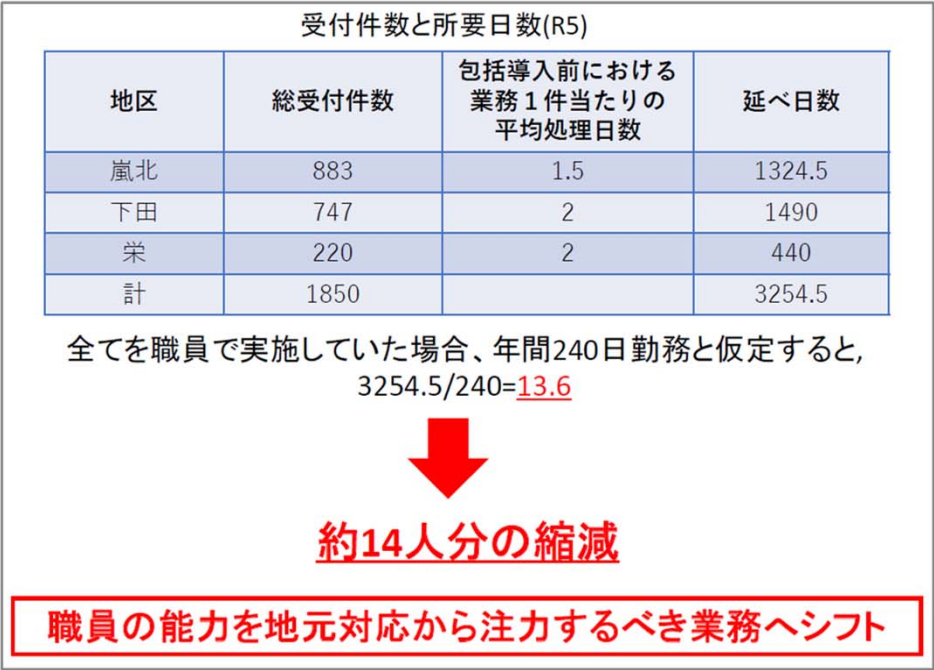 受付件数と所要日数(R5)
地区 総受付件数 包括導入前における業務１件当たりの平均処理日数 延べ日数
嵐北 883 1.5 1324.5
下田 747 2 1490
栄 220 2 440
計 1850 3254.5
全てを職員で実施していた場合、年間240日勤務と仮定すると,
3254.5/240=13.6
約14人分の縮減
職員の能力を地元対応から注力するべき業務へシフト